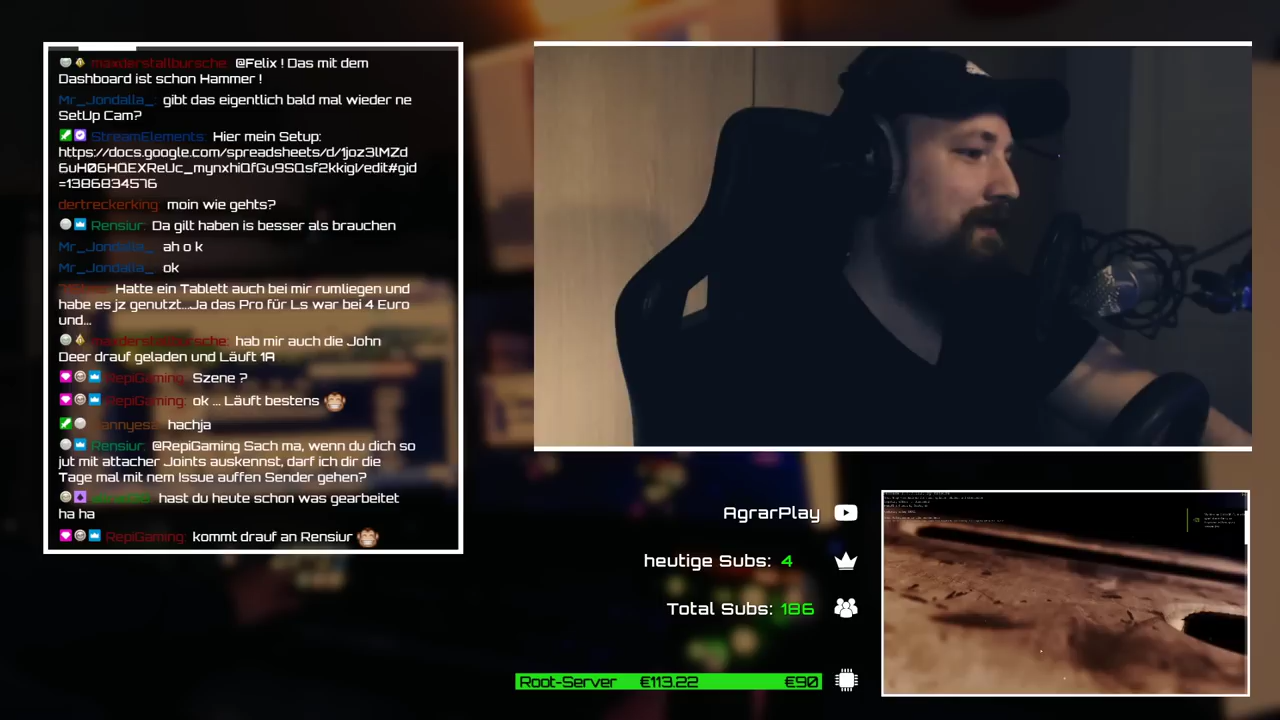 maxderstallbursche: @Felix ! Das mit dem
Dashboard ist schon Hammer !
Mr_Jondalla_: gibt das eigentlich bald mal wieder ne
SetUp Cam?
StreamElements: Hier mein Setup:
https://docs.google.com/spreadsheets/d/1joz3lMZd
6uH06HQEXReUc_mynxhiQfGu9SQsf2kkigI/edit#gid
=1386834576
dertreckerking: moin wie gehts?
Rensiur: Da gilt haben is besser als brauchen
Mr_Jondalla_: ah o k
Mr_Jondalla_: ok
Hatte ein Tablett auch bei mir rumliegen und
habe es jz genutzt...Ja das Pro für Ls war bei 4 Euro
und...
maxderstallbursche: hab mir auch die John
Deer drauf geladen und Läuft 1A
RepiGaming: Szene ?
RepiGaming: ok ... Läuft bestens
hachja
Rensiur: @RepiGaming Sach ma, wenn du dich so
jut mit attacher Joints auskennst, darf ich dir die
Tage mal mit nem Issue auffen Sender gehen?
hast du heute schon was gearbeitet
ha ha
RepiGaming: kommt drauf an Rensiur
AgrarPlay
heutige Subs: 4
Total Subs: 186
Root-Server €113.22 €90